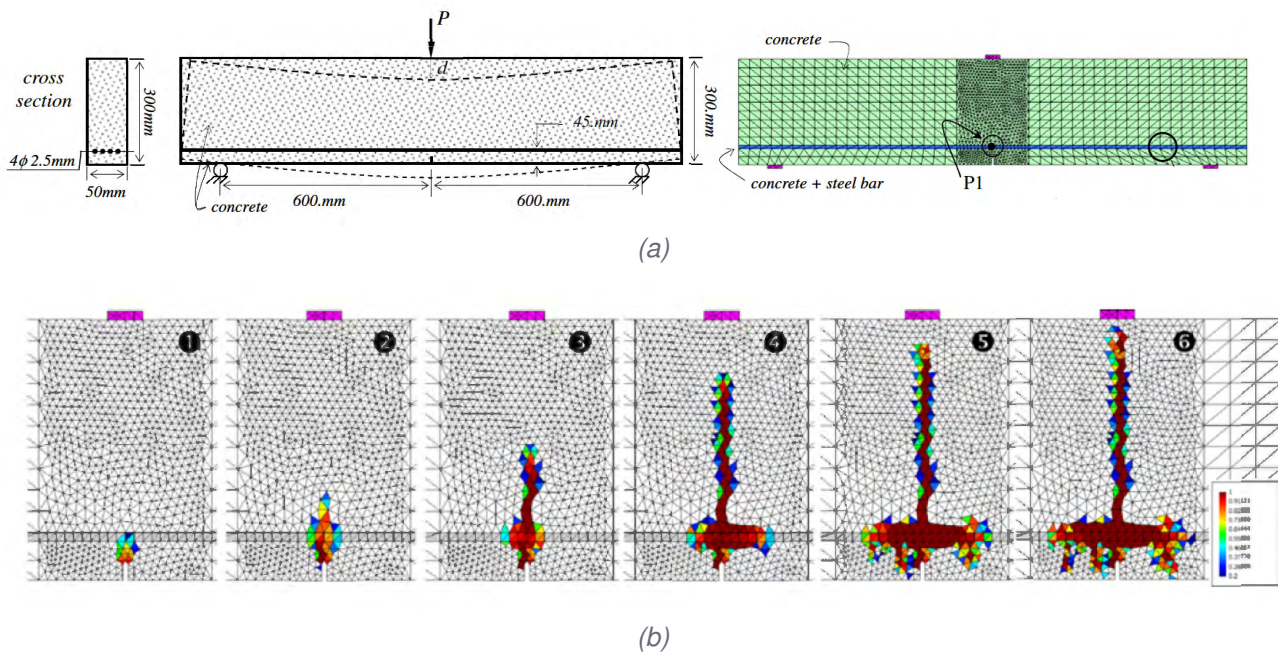 P
cross
section
300mm
4ϕ 2.5mm
50mm
d
45.mm
300.mm
600.mm
600.mm
concrete
concrete
P1
concrete + steel bar
(a)
1
2
3
4
5
6
1
(b)